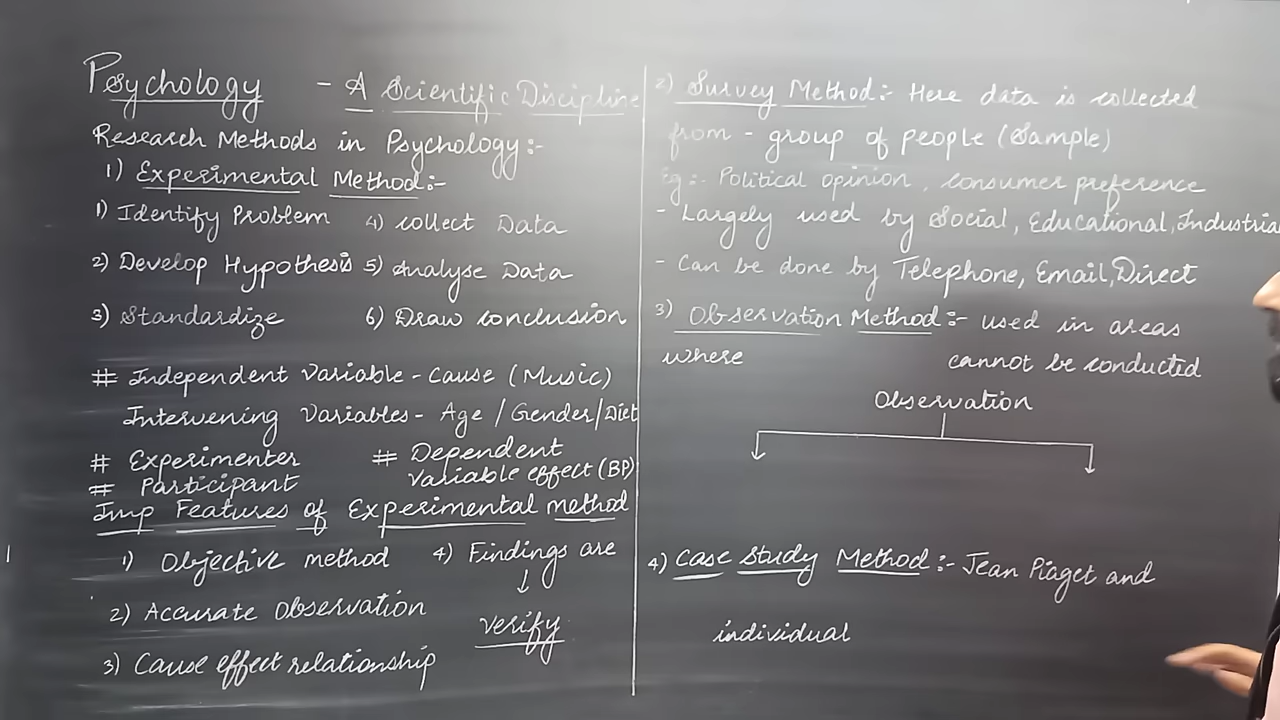 Psychology - A Scientific Discipline
Research Methods in Psychology:-
1) Experimental Method:-
1) Identify Problem
2) Develop Hypothesis
3) Standardize
4) collect Data
5) Analyse Data
6) Draw conclusion
# Independent Variable - Cause (Music)
Intervening Variables - Age / Gender/Diet
# Experimenter
# Participant
# Dependent
Variable effect (BP)
Imp Features of Experimental method
1) Objective method
2) Accurate Observation
3) Cause effect relationship
4) Findings are
↓
verify
2) Survey Method:- Here data is collected
from - group of people (Sample)
Eg:- Political opinion, consumer preference
- Largely used by Social, Educational, Industria
- Can be done by Telephone, Email, Direct
3) Observation Method:- used in areas
where cannot be conducted
Observation
4) Case Study Method:- Jean Piaget and
individual